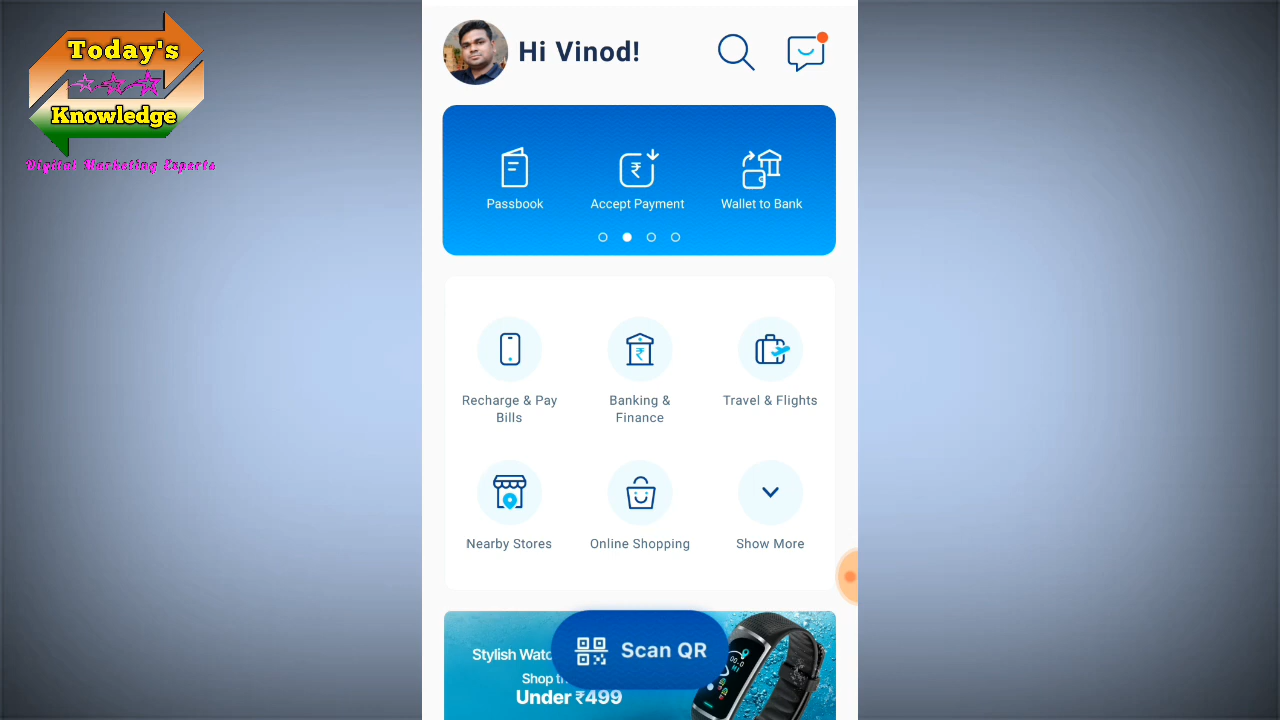 Today's
Knowledge
Digital Marketing Experts
Hi Vinod!
Passbook
Accept Payment
Wallet to Bank
Recharge & Pay
Bills
Banking &
Finance
Travel & Flights
Nearby Stores
Online Shopping
Show More
Stylish
Shop
Under ₹499
Scan QR